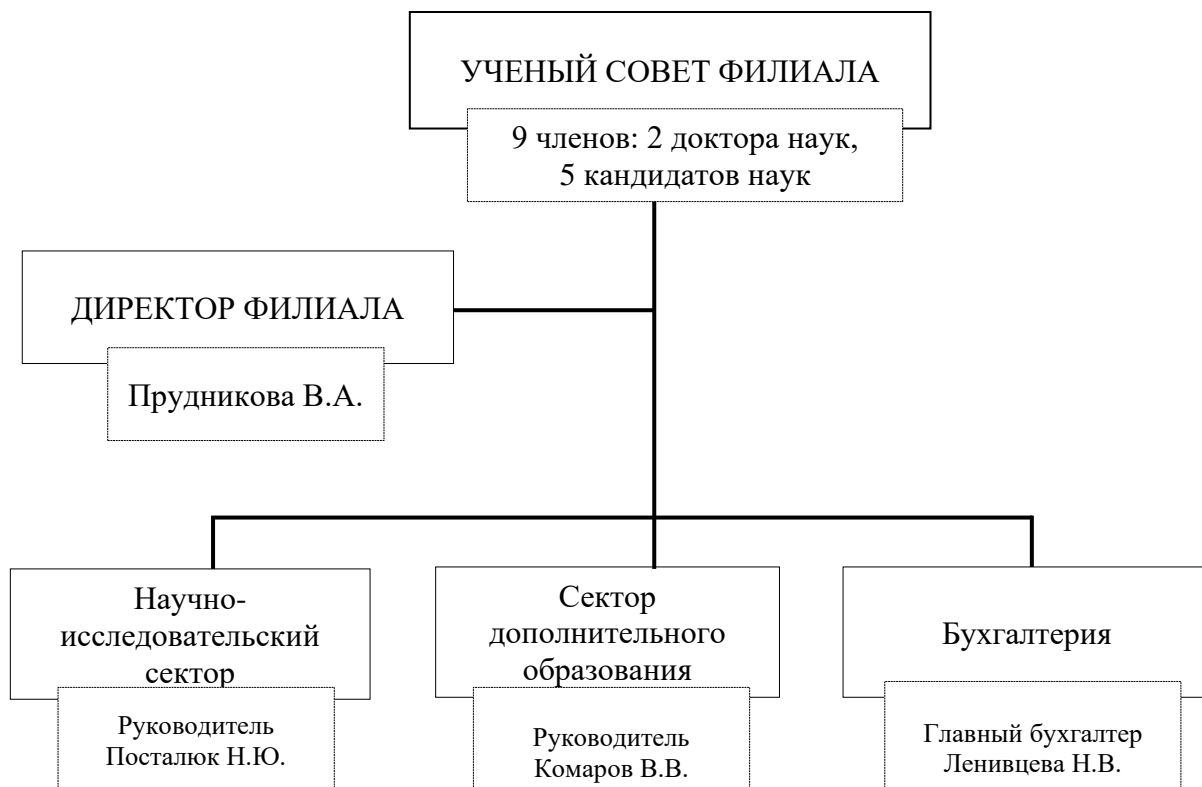 УЧЕНЫЙ СОВЕТ ФИЛИАЛА
9 членов: 2 доктора наук,
5 кандидатов наук
ДИРЕКТОР ФИЛИАЛА
Прудникова В.А.
Научно-
исследовательский
сектор
Руководитель
Посталюк Н.Ю.
Сектор
дополнительного
образования
Руководитель
Комаров В.В.
Бухгалтерия
Главный бухгалтер
Ленивцева Н.В.